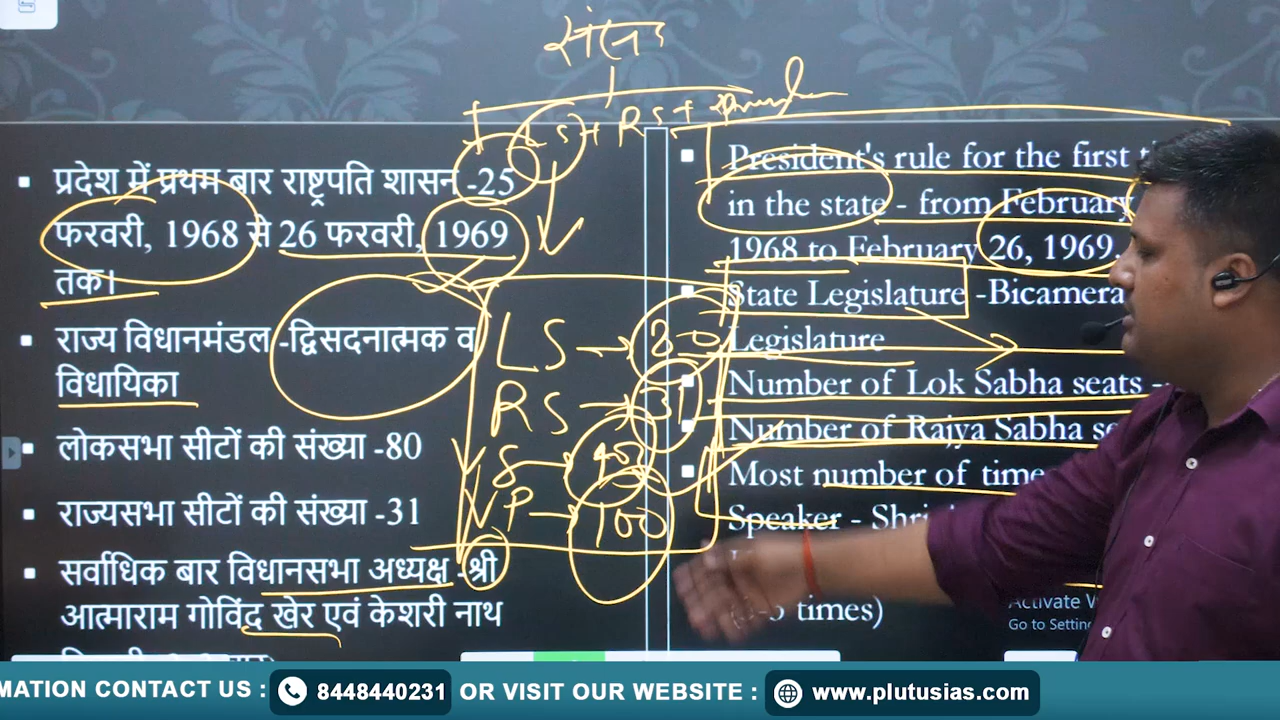 संसद
LS + RS +
प्रदेश में प्रथम बार राष्ट्रपति शासन -25
फरवरी, 1968 से 26 फरवरी, 1969
तक।
राज्य विधानमंडल -द्विसदनात्मक व
विधायिका
लोकसभा सीटों की संख्या -80
राज्यसभा सीटों की संख्या -31
सर्वाधिक बार विधानसभा अध्यक्ष -श्री
आत्माराम गोविंद खेर एवं केशरी नाथ
LS → 80
RS → 31
VP → 100
President's rule for the first
in the state - from February
1968 to February 26, 1969.
State Legislature -Bicamera
Legislature
Number of Lok Sabha seats -
Number of Rajya Sabha se
Most number of time
Speaker - Shri
times)
Activate W
Go to Setting
MATION CONTACT US : 8448440231 OR VISIT OUR WEBSITE : www.plutusias.com